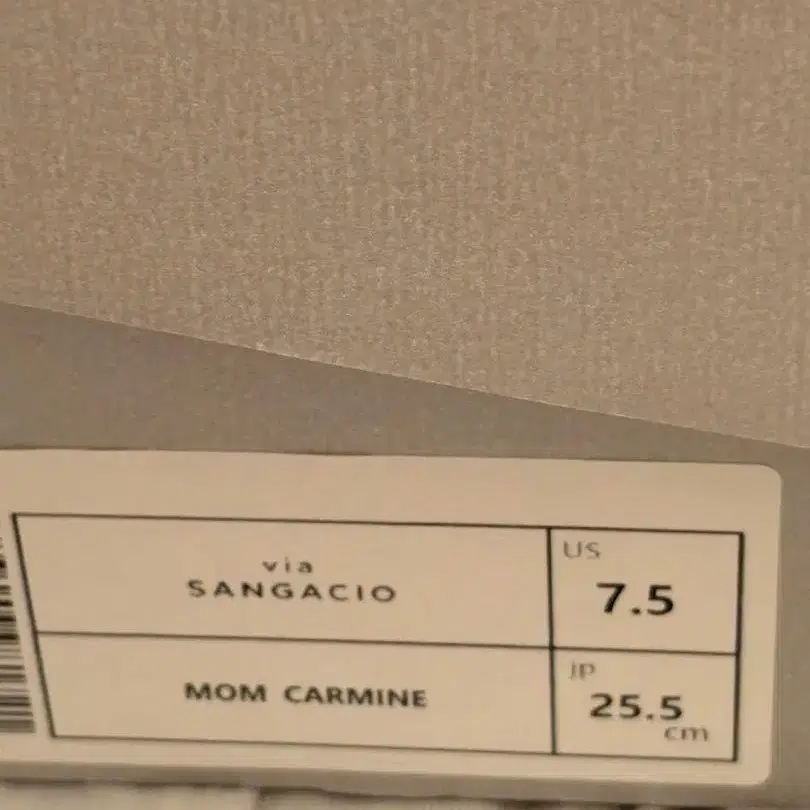 via
SANGACIO
US
7.5
MOM CARMINE
JP
25.5
cm